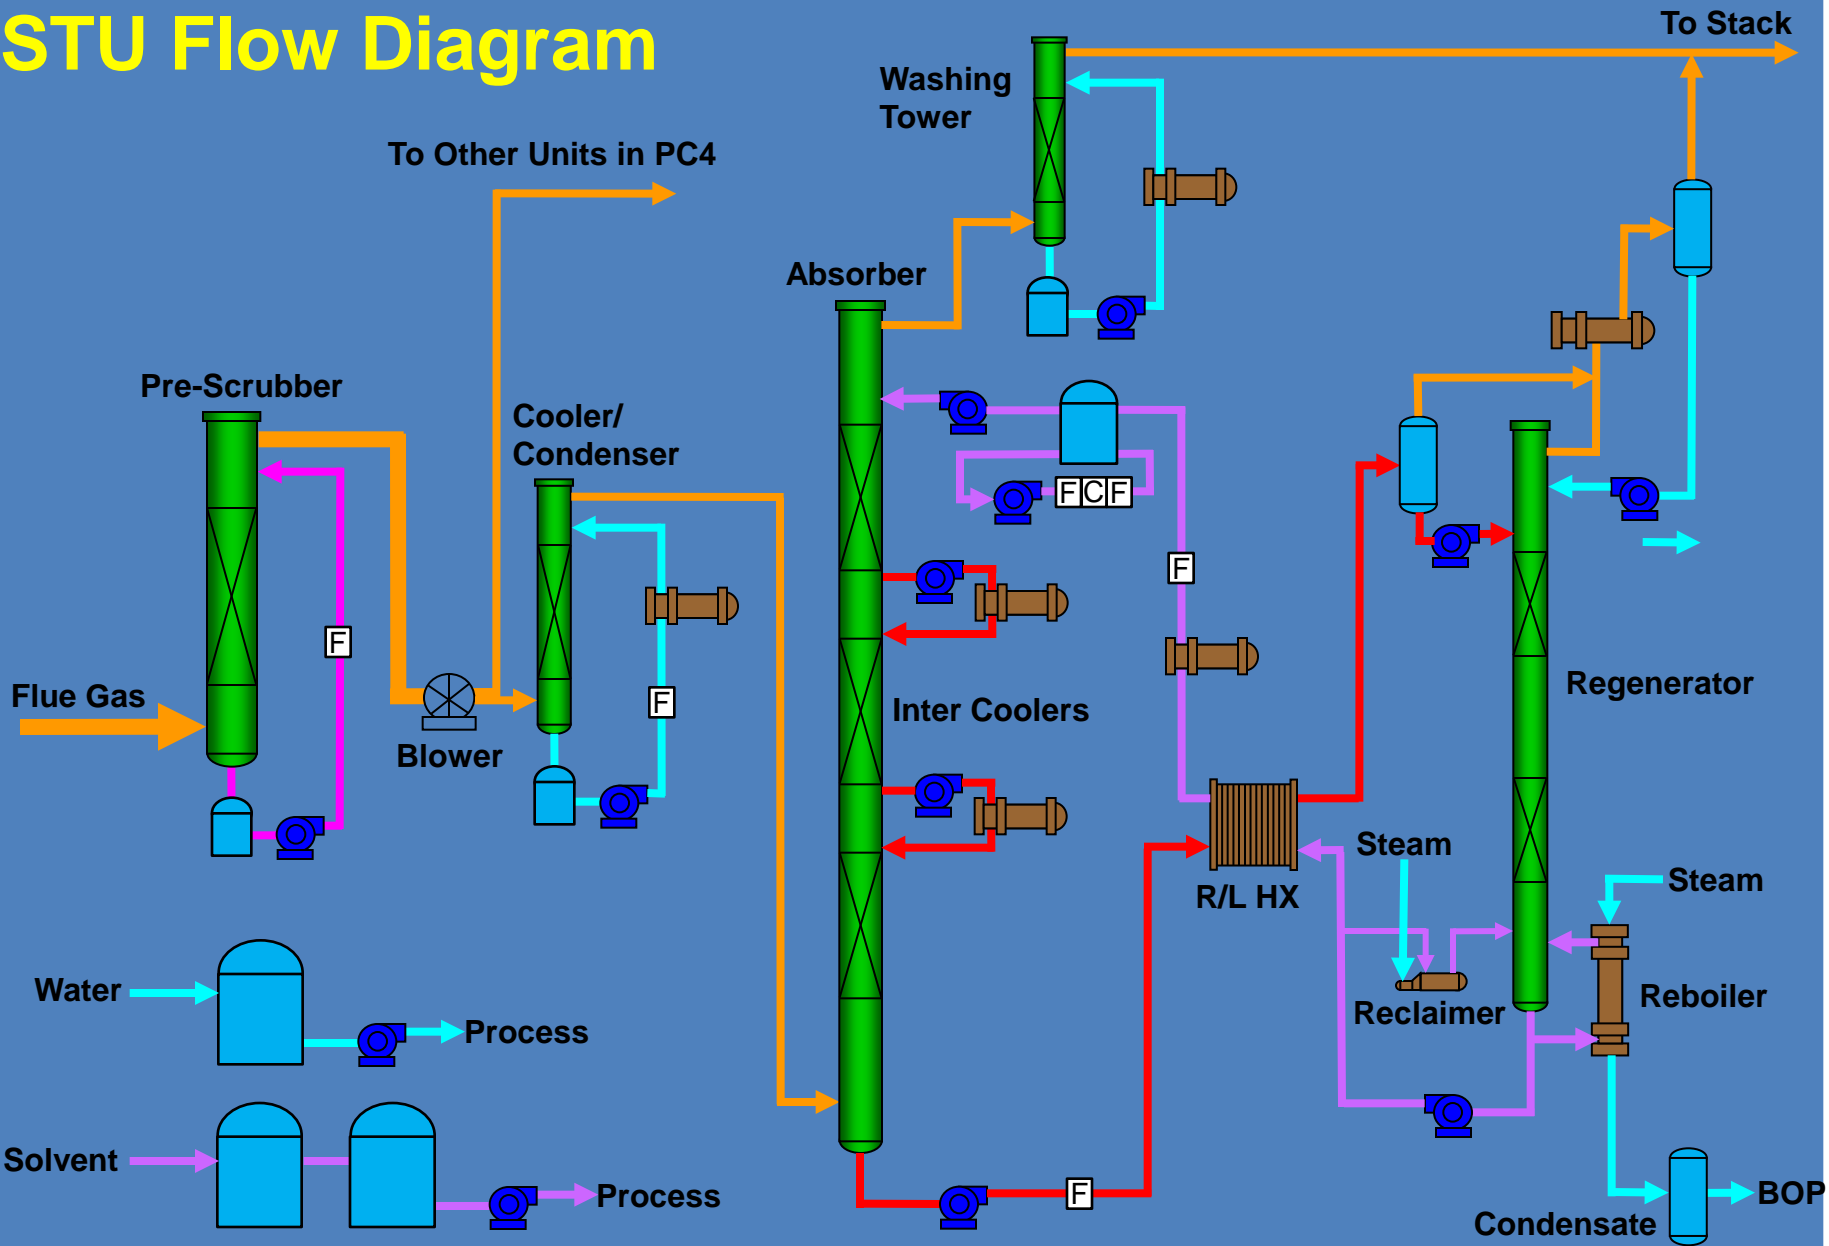 STU Flow Diagram
To Stack
Washing
Tower
To Other Units in PC4
Absorber
Pre-Scrubber
Cooler/
Condenser
F C F
F
F
Flue Gas
F
Inter Coolers
Regenerator
Blower
Steam
R/L HX
Steam
Water
Process
Reclaimer
Reboiler
Solvent
Process
F
Condensate
BOP